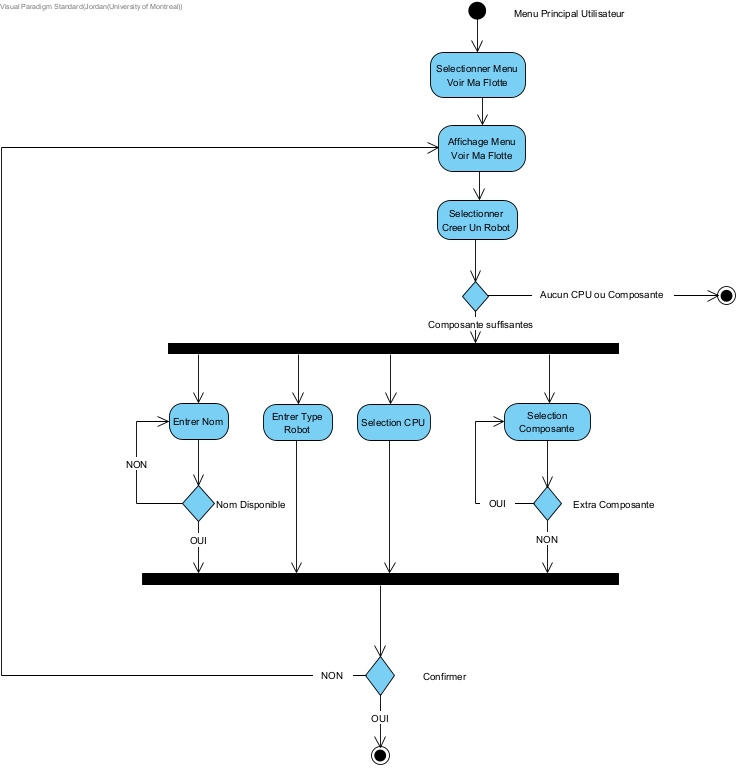 Visual Paradigm Standard(Jordan(University of Montreal))
Menu Principal Utilisateur
Selectionner Menu
Voir Ma Flotte
Affichage Menu
Voir Ma Flotte
Selectionner
Creer Un Robot
Aucun CPU ou Composante
Composante suffisantes
Entrer Nom
Entrer Type
Robot
Selection CPU
Selection
Composante
NON
Nom Disponible
OUI
Extra Composante
OUI
NON
NON
Confirmer
OUI